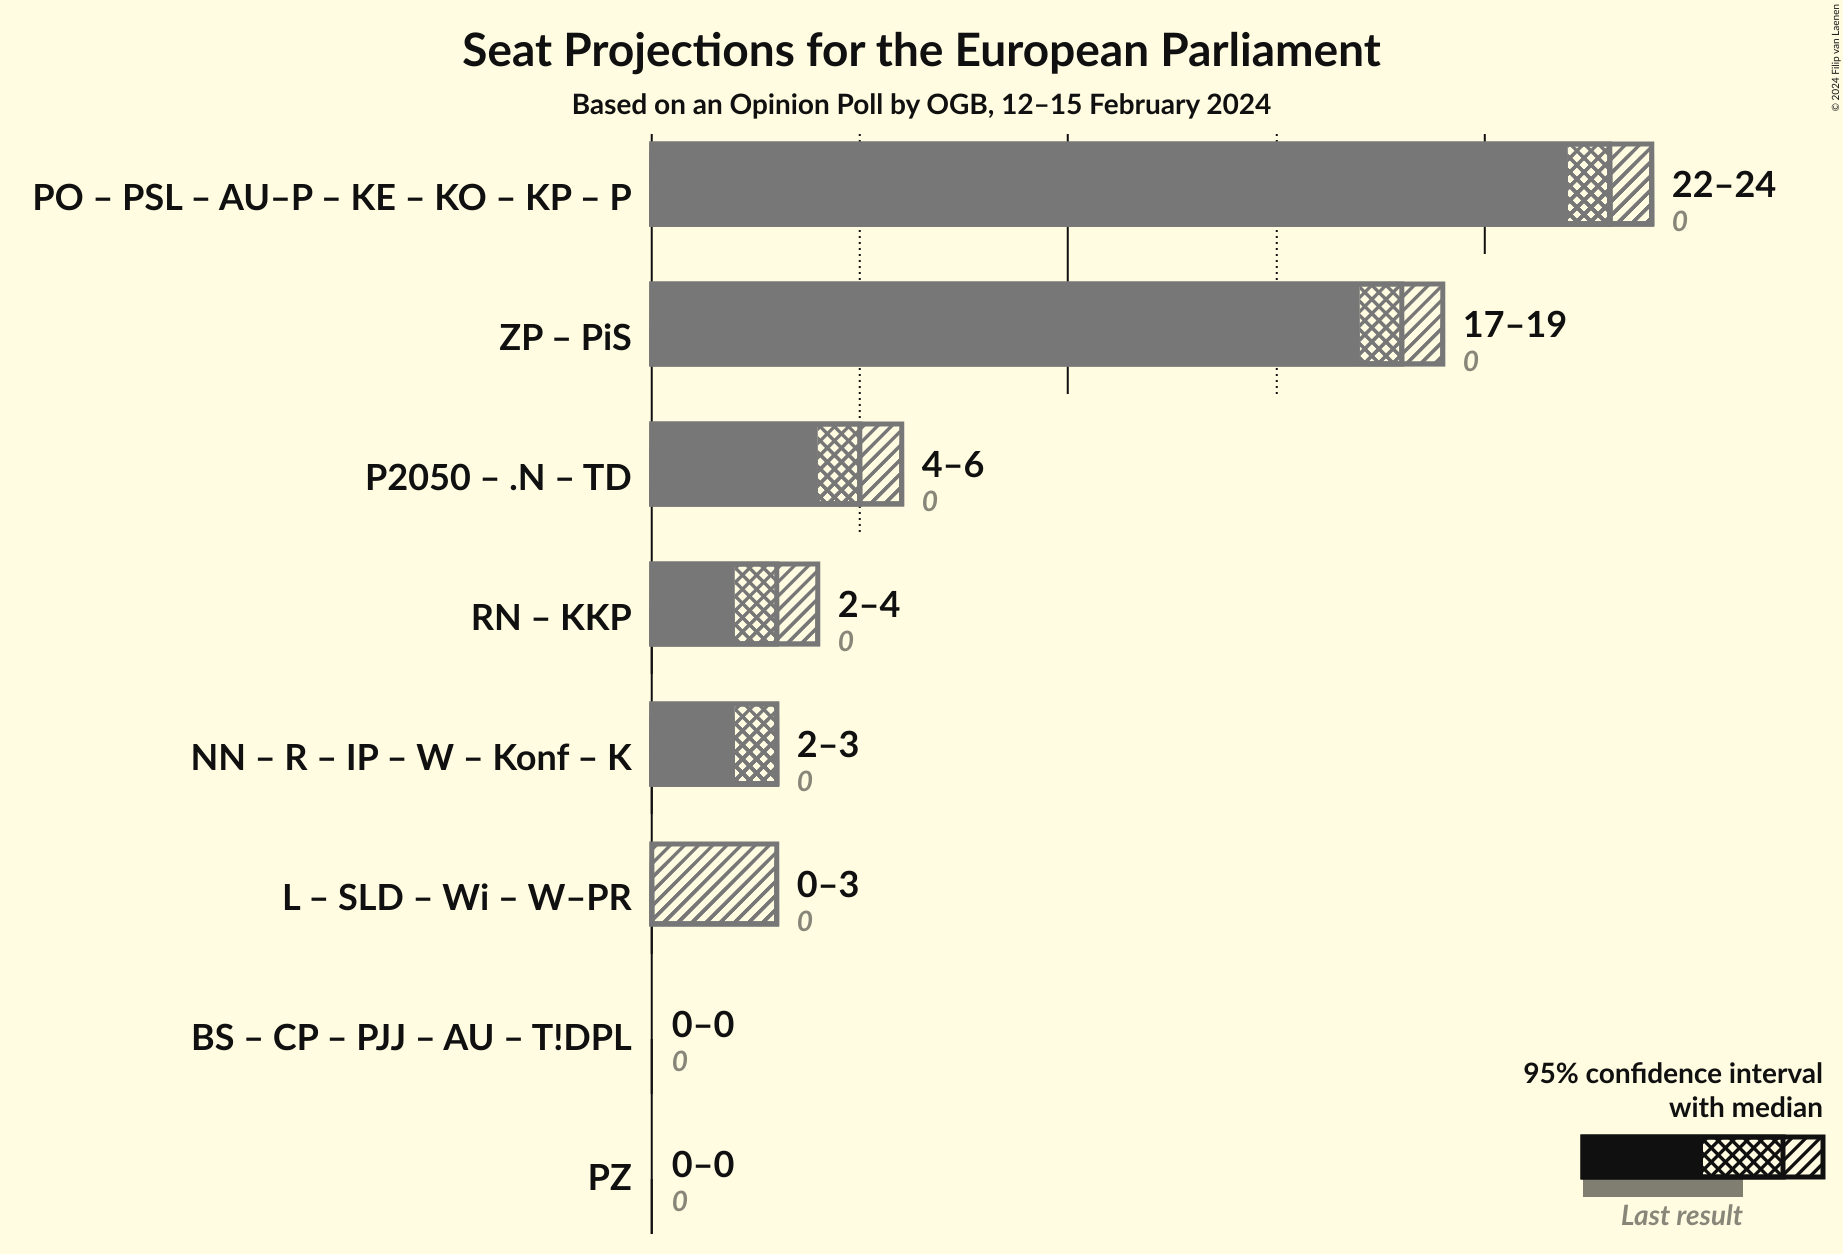 Seat Projections for the European Parliament
Based on an Opinion Poll by OGB, 12–15 February 2024
© 2024 Filip van Laenen
PO – PSL – AU–P – KE – KO – KP – P
22–24
0
ZP – PiS
17–19
0
P2050 – .N – TD
4–6
0
RN – KKP
2–4
0
NN – R – IP – W – Konf – K
2–3
0
L – SLD – Wi – W–PR
0–3
0
BS – CP – PJJ – AU – T!DPL
0–0
0
PZ
0–0
0
95% confidence interval
with median
Last result